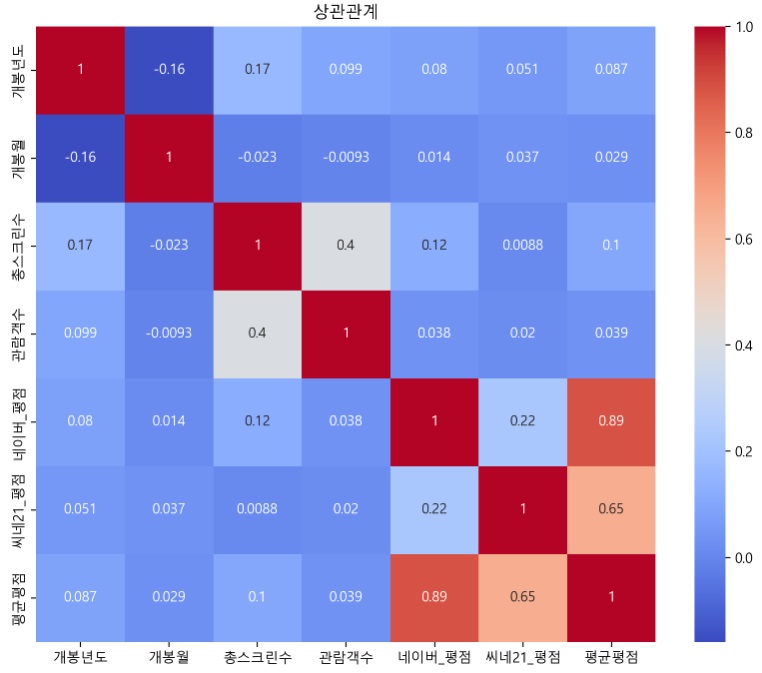 상관관계
개봉년도 1 -0.16 0.17 0.099 0.08 0.051 0.087
개봉월 -0.16 1 -0.023 -0.0093 0.014 0.037 0.029
총스크린수 0.17 -0.023 1 0.4 0.12 0.0088 0.1
관람객수 0.099 -0.0093 0.4 1 0.038 0.02 0.039
네이버_평점 0.08 0.014 0.12 0.038 1 0.22 0.89
씨네21_평점 0.051 0.037 0.0088 0.02 0.22 1 0.65
평균평점 0.087 0.029 0.1 0.039 0.89 0.65 1
개봉년도 개봉월 총스크린수 관람객수 네이버_평점 씨네21_평점 평균평점
1.0
0.8
0.6
0.4
0.2
0.0